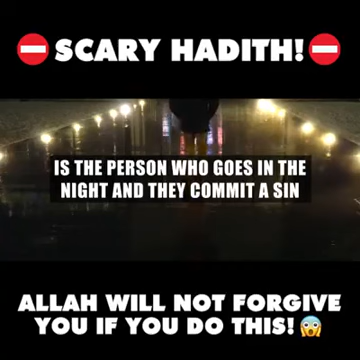 ⛔SCARY HADITH!⛔
IS THE PERSON WHO GOES IN THE
NIGHT AND THEY COMMIT A SIN
ALLAH WILL NOT FORGIVE
YOU IF YOU DO THIS!😱